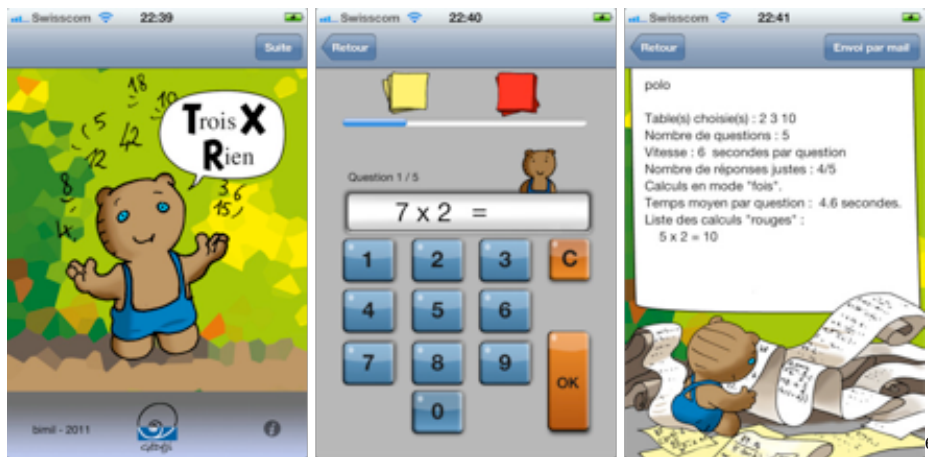 Swisscom 22:39
Suite
18
10
5
42
12
8
4
36
15
Trois X
Rien
bimil - 2011
Swisscom 22:40
Retour
Question 1 / 5
7 x 2 =
1 2 3 C
4 5 6
7 8 9 OK
0
Swisscom 22:41
Retour Envoi par mail
polo
Table(s) choisie(s) : 2 3 10
Nombre de questions : 5
Vitesse : 6 secondes par question
Nombre de réponses justes : 4/5
Calculs en mode "fois".
Temps moyen par question : 4.6 secondes.
Liste des calculs "rouges" :
5 x 2 = 10